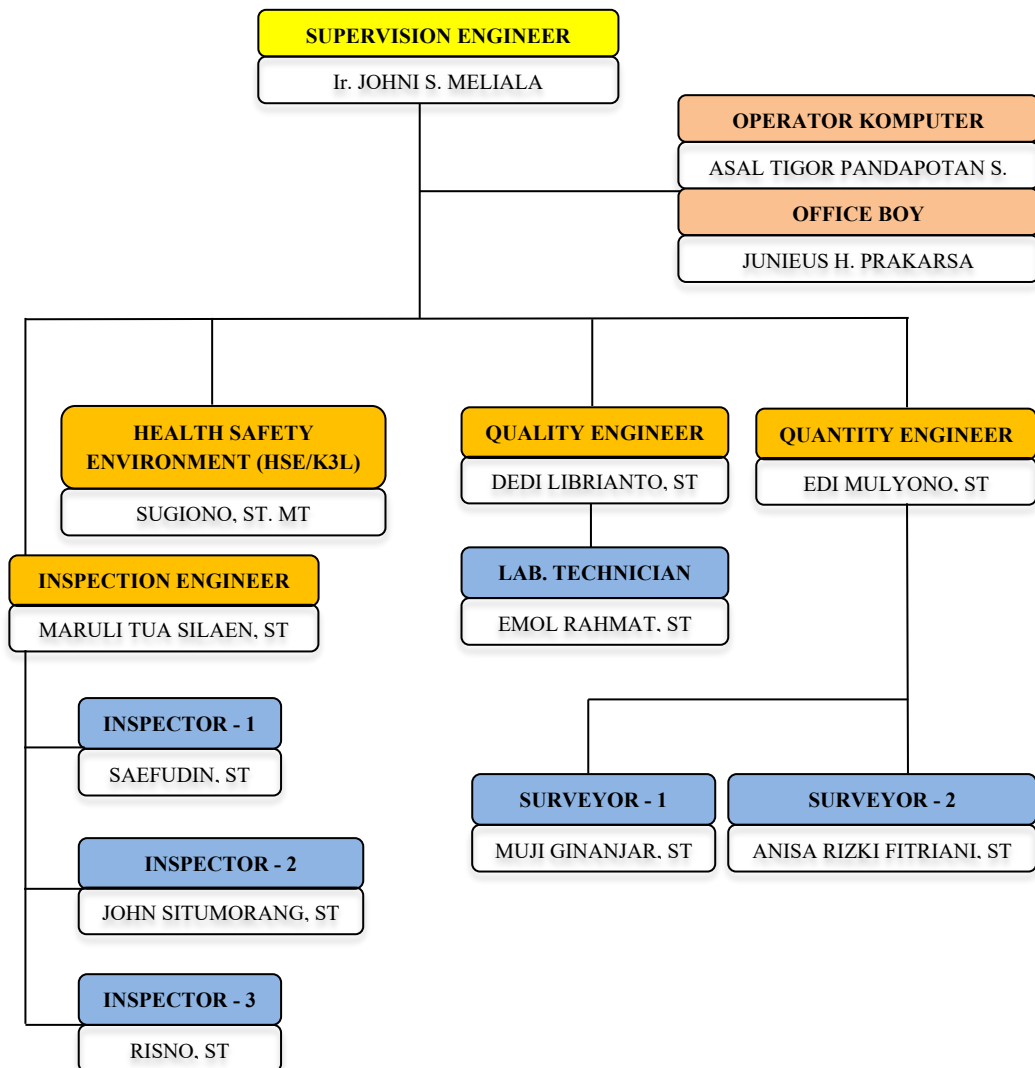 SUPERVISION ENGINEER
Ir. JOHNI S. MELIALA
OPERATOR KOMPUTER
ASAL TIGOR PANDAPOTAN S.
OFFICE BOY
JUNIEUS H. PRAKARSA
HEALTH SAFETY
ENVIRONMENT (HSE/K3L)
SUGIONO, ST. MT
QUALITY ENGINEER
DEDI LIBRIANTO, ST
QUANTITY ENGINEER
EDI MULYONO, ST
INSPECTION ENGINEER
MARULI TUA SILAEN, ST
LAB. TECHNICIAN
EMOL RAHMAT, ST
INSPECTOR - 1
SAEFUDIN, ST
INSPECTOR - 2
JOHN SITUMORANG, ST
INSPECTOR - 3
RISNO, ST
SURVEYOR - 1
MUJI GINANJAR, ST
SURVEYOR - 2
ANISA RIZKI FITRIANI, ST